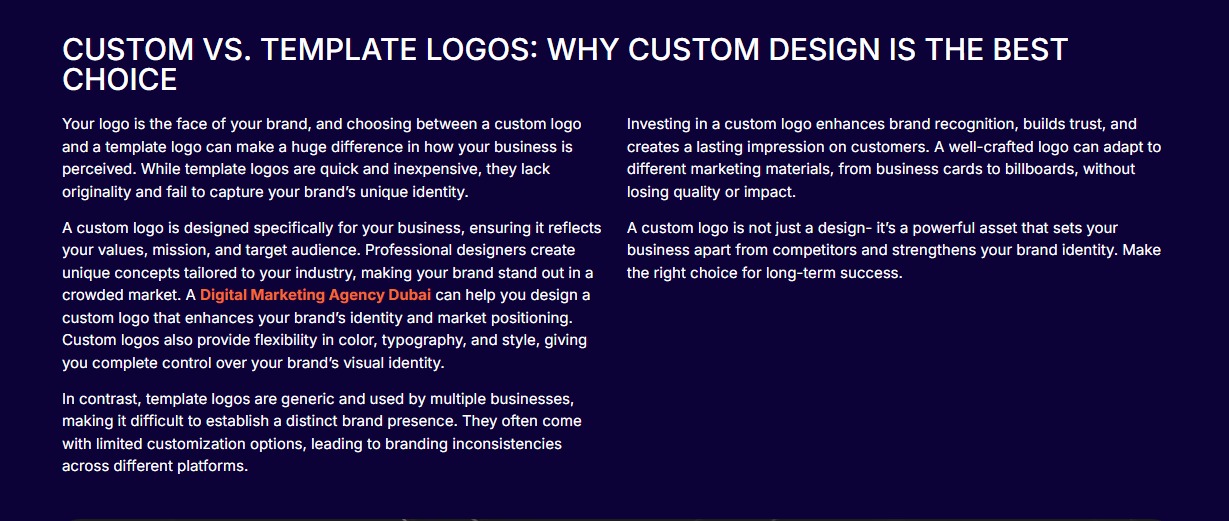 CUSTOM VS. TEMPLATE LOGOS: WHY CUSTOM DESIGN IS THE BEST
CHOICE
Your logo is the face of your brand, and choosing between a custom logo
and a template logo can make a huge difference in how your business is
perceived. While template logos are quick and inexpensive, they lack
originality and fail to capture your brand’s unique identity.
A custom logo is designed specifically for your business, ensuring it reflects
your values, mission, and target audience. Professional designers create
unique concepts tailored to your industry, making your brand stand out in a
crowded market. A Digital Marketing Agency Dubai can help you design a
custom logo that enhances your brand’s identity and market positioning.
Custom logos also provide flexibility in color, typography, and style, giving
you complete control over your brand’s visual identity.
In contrast, template logos are generic and used by multiple businesses,
making it difficult to establish a distinct brand presence. They often come
with limited customization options, leading to branding inconsistencies
across different platforms.
Investing in a custom logo enhances brand recognition, builds trust, and
creates a lasting impression on customers. A well-crafted logo can adapt to
different marketing materials, from business cards to billboards, without
losing quality or impact.
A custom logo is not just a design- it’s a powerful asset that sets your
business apart from competitors and strengthens your brand identity. Make
the right choice for long-term success.